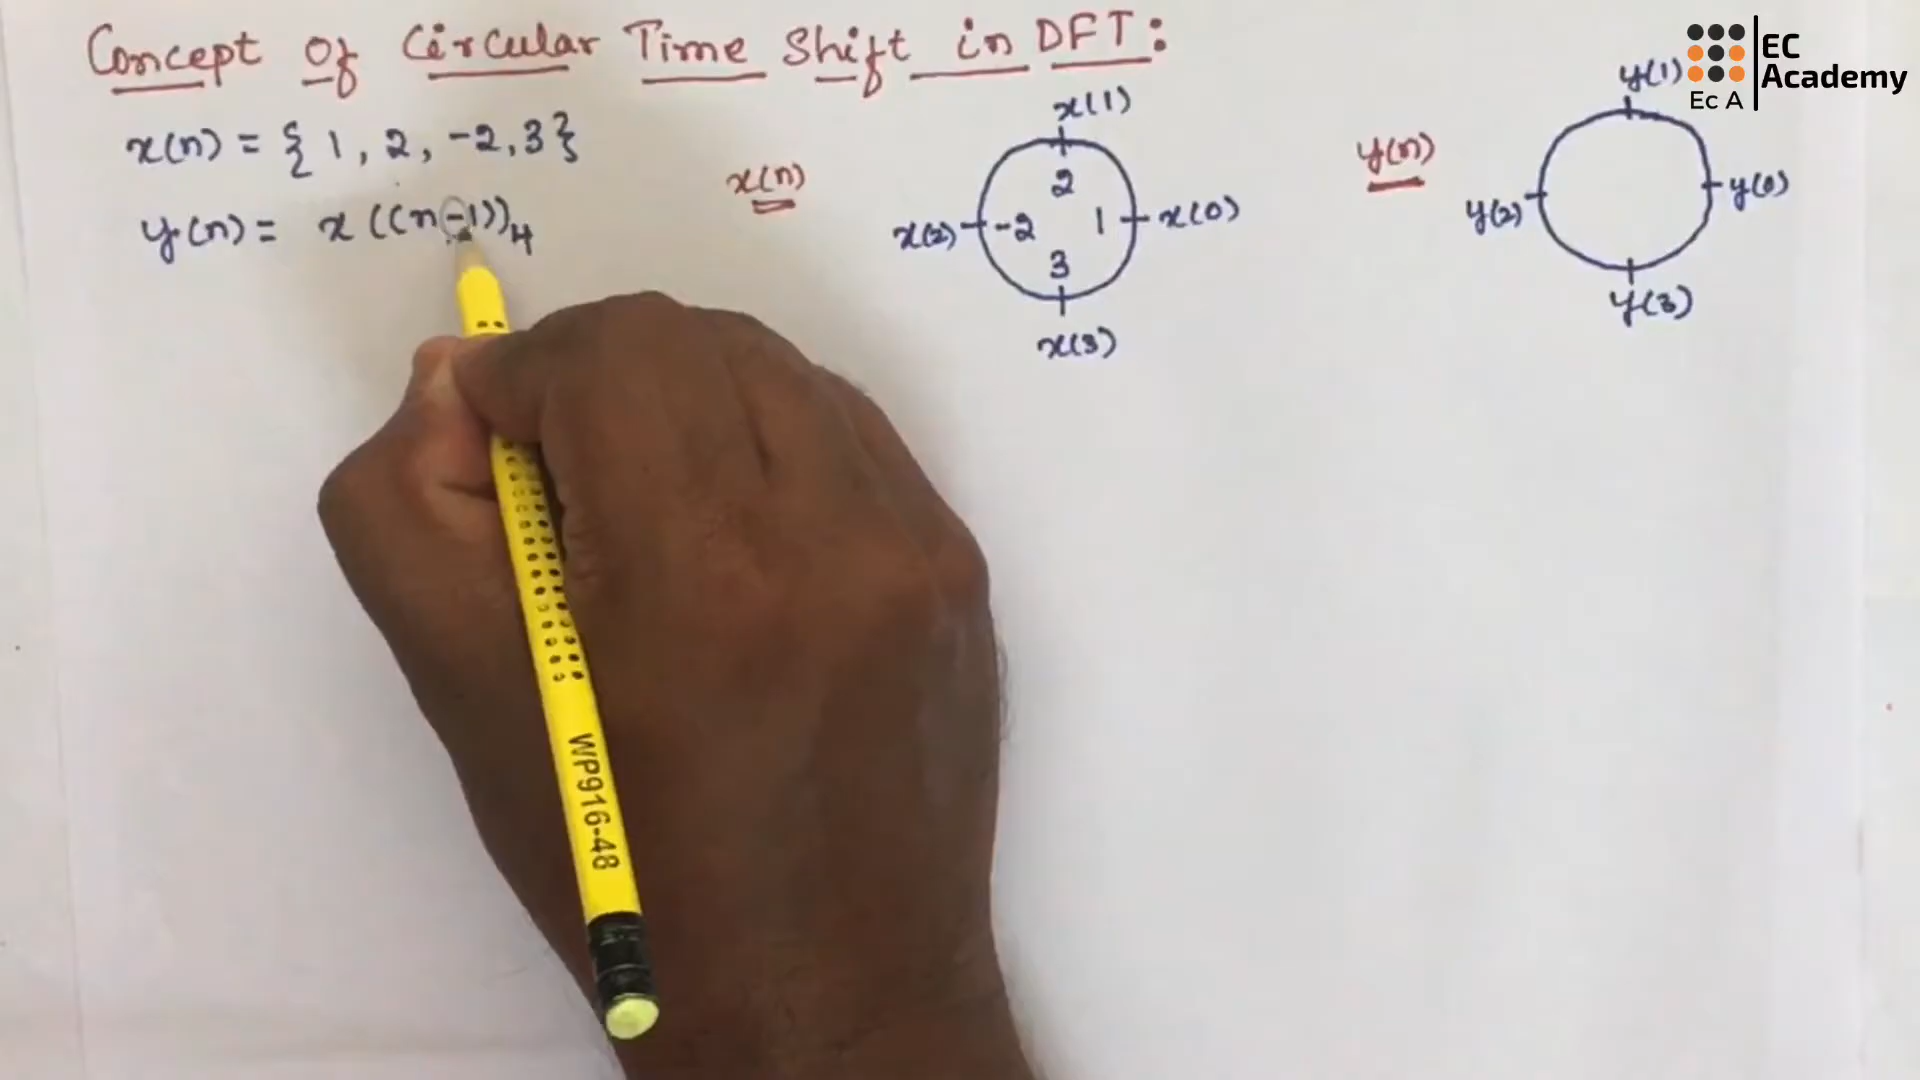 Concept of Circular Time Shift in DFT:
EC Academy
Ec A
x(n) = { 1, 2, -2, 3 }
y(n) = x((n-1))4
x(n)
x(1)
2
x(2) -2 1 x(0)
3
x(3)
y(n)
y(1)
y(2) y(0)
y(3)
WP916-48